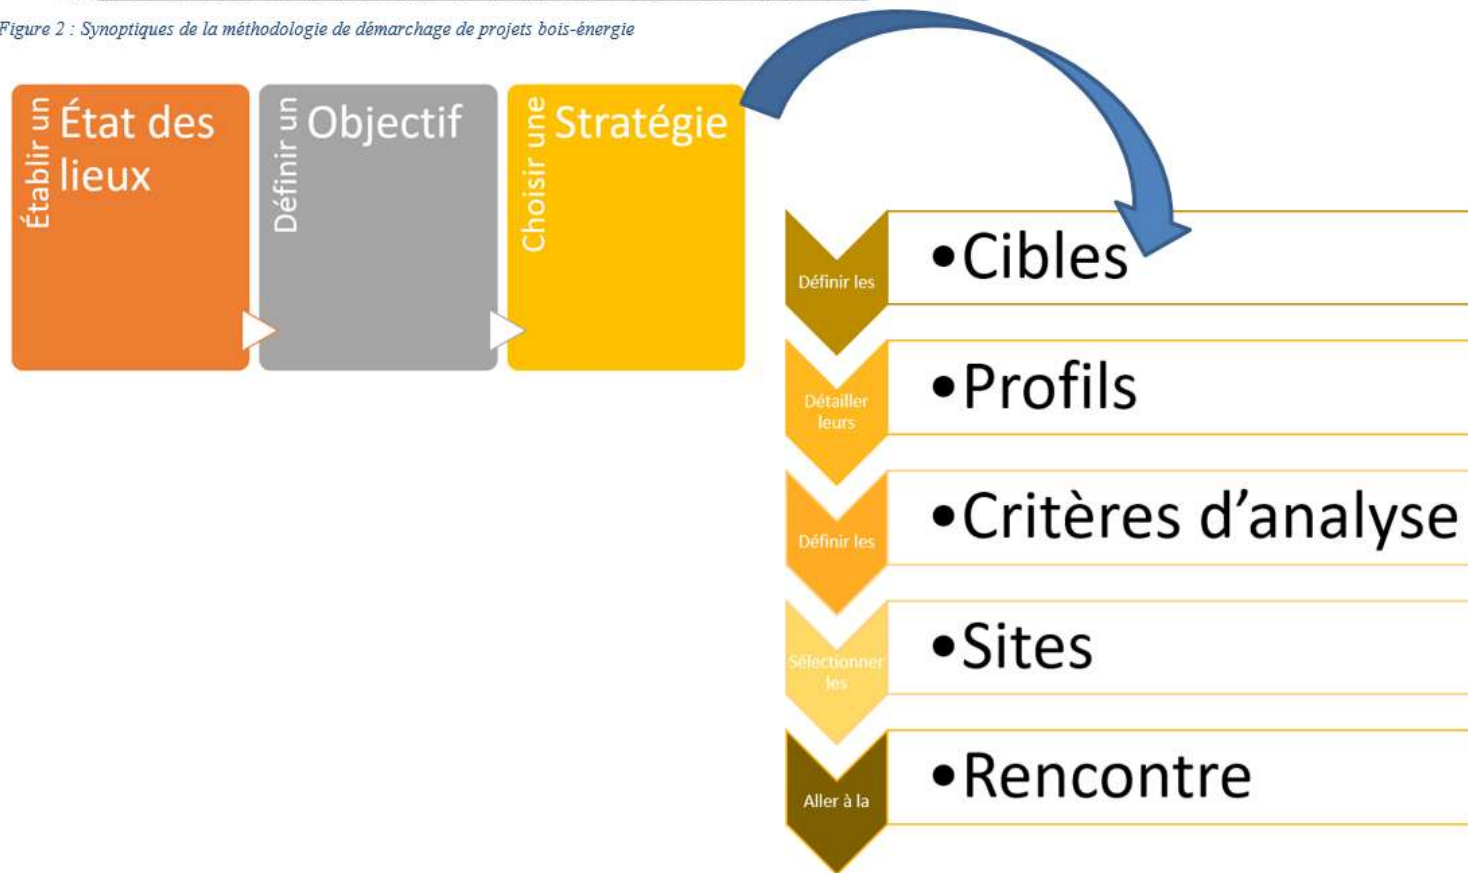 Figure 2 : Synoptiques de la méthodologie de démarchage de projets bois-énergie
Établir un
État des
lieux
Définir un
Objectif
Choisir une
Stratégie
Définir les
•Cibles
Détailler
leurs
•Profils
Définir les
•Critères d’analyse
Sélectionner
les
•Sites
Aller à la
•Rencontre